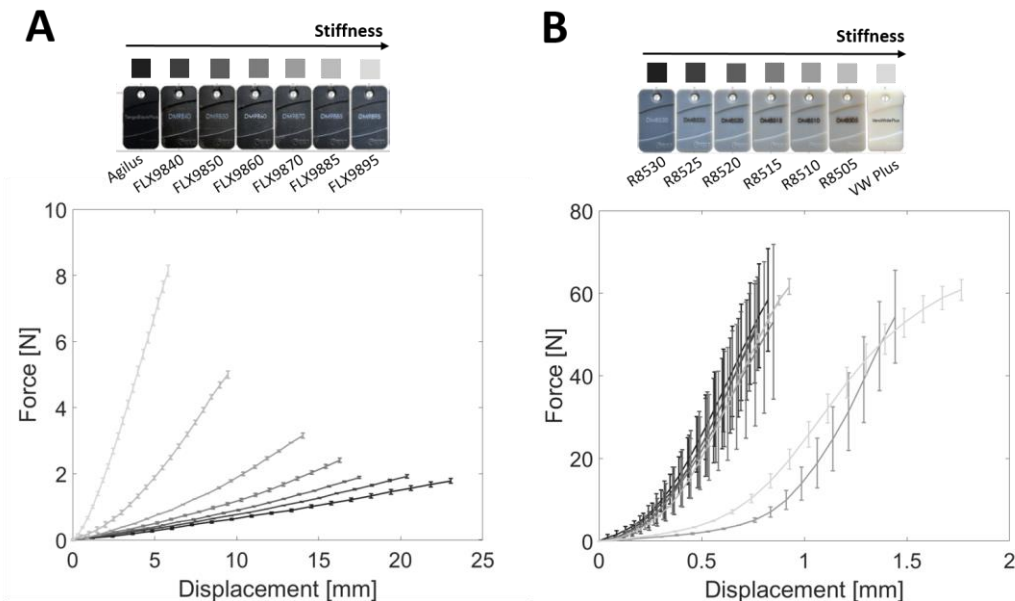 A
Stiffness
Agilus
FLX9840
FLX9850
FLX9860
FLX9870
FLX9885
FLX9895
10
8
6
4
2
0
Force [N]
0 5 10 15 20 25
Displacement [mm]
B
Stiffness
R8530
R8525
R8520
R8515
R8510
R8505
VW Plus
80
60
40
20
0
Force [N]
0 0.5 1 1.5 2
Displacement [mm]